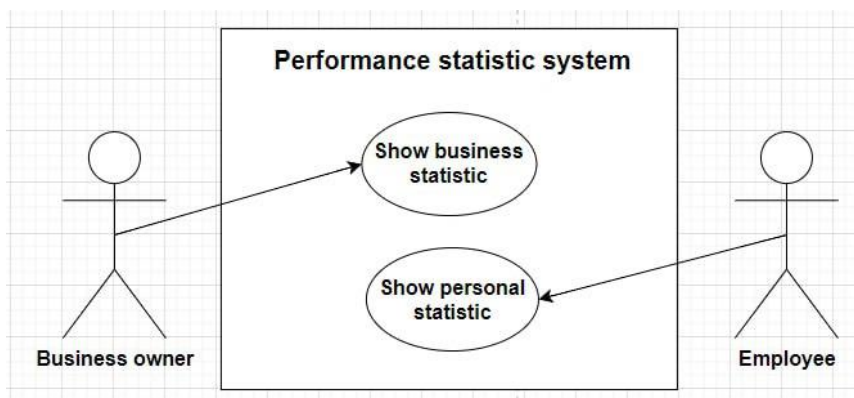 Performance statistic system
Show business
statistic
Show personal
statistic
Business owner
Employee